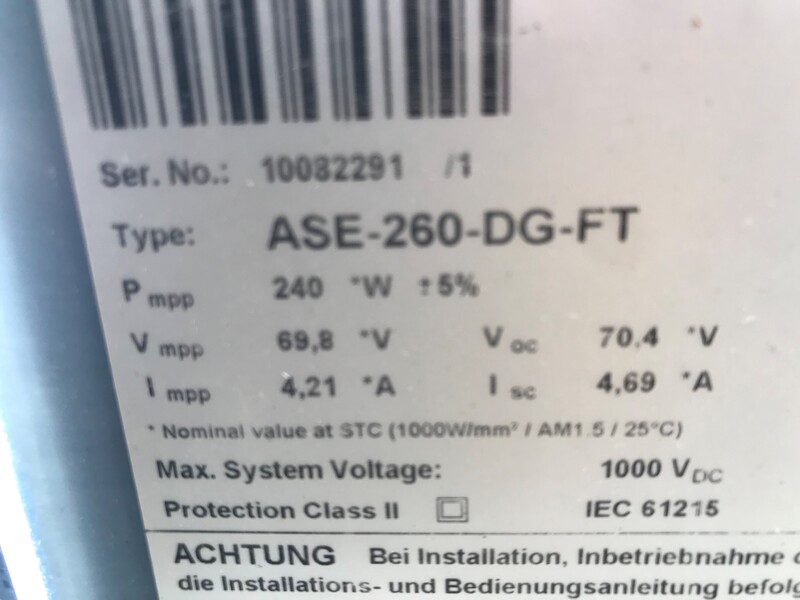 Ser. No.: 10082291 /1
Type: ASE-260-DG-FT
P mpp 240 *W ±5%
V mpp 69,8 *V V oc 70,4 *V
I mpp 4,21 *A I sc 4,69 *A
* Nominal value at STC (1000W/mm² / AM1.5 / 25°C)
Max. System Voltage: 1000 VDC
Protection Class II IEC 61215
ACHTUNG Bei Installation, Inbetriebnahme
die Installations- und Bedienungsanleitung befolg